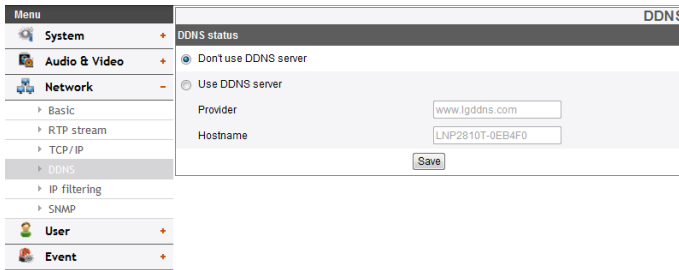 Menu
System +
Audio & Video +
Network -
Basic
RTP stream
TCP/IP
DDNS
IP filtering
SNMP
User +
Event +
DDNS
DDNS status
Don't use DDNS server
Use DDNS server
Provider www.lgddns.com
Hostname LNP2810T-0EB4F0
Save